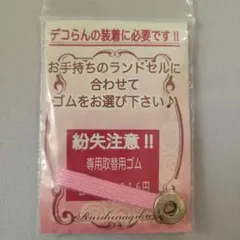 デコらんの装着に必要です!!
お手持ちのランドセルに
合わせて
ゴムをお選び下さい♪
紛失注意!!
専用取替用ゴム